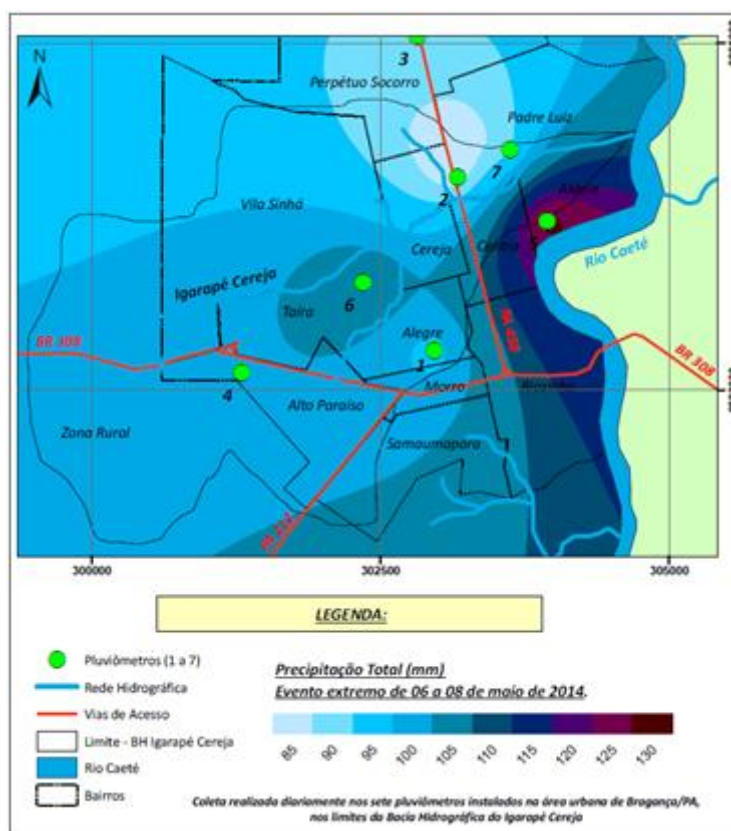 N
3
Perpétuo Socorro
Padre Luiz
7
2
Vila Sinhá
Aldeia
5
Cereja
Centro
Rio Caeté
Igarapé Cereja
Taíra
6
Alegre
BR 308
1
BR 308
4
Morro
Alto Paraíso
Zona Rural
Samaumapara
300000
302500
305000
LEGENDA:
Pluviômetros (1 a 7)
Rede Hidrográfica
Vias de Acesso
Limite - BH Igarapé Cereja
Rio Caeté
Bairros
Precipitação Total (mm)
Evento extremo de 06 a 08 de maio de 2014.
85 90 95 100 105 110 115 120 125 130
Coleta realizada diariamente nos sete pluviômetros instalados na área urbana de Bragança/PA,
nos limites da Bacia Hidrográfica do Igarapé Cereja